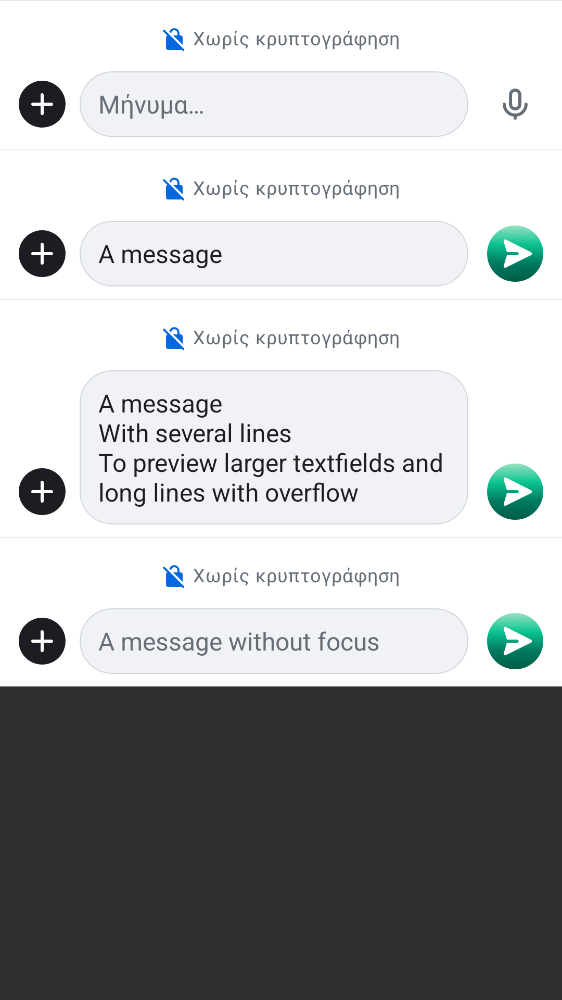 Χωρίς κρυπτογράφηση
Μήνυμα…
Χωρίς κρυπτογράφηση
A message
Χωρίς κρυπτογράφηση
A message
With several lines
To preview larger textfields and
long lines with overflow
Χωρίς κρυπτογράφηση
A message without focus